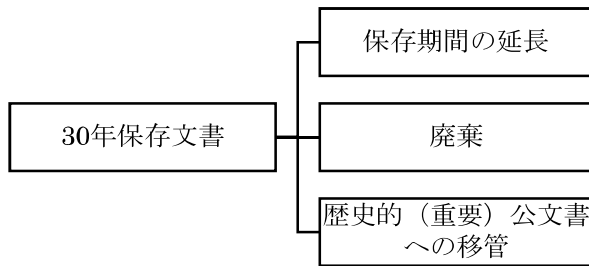 保存期間の延長
30年保存文書
廃棄
歴史的（重要）公文書
への移管